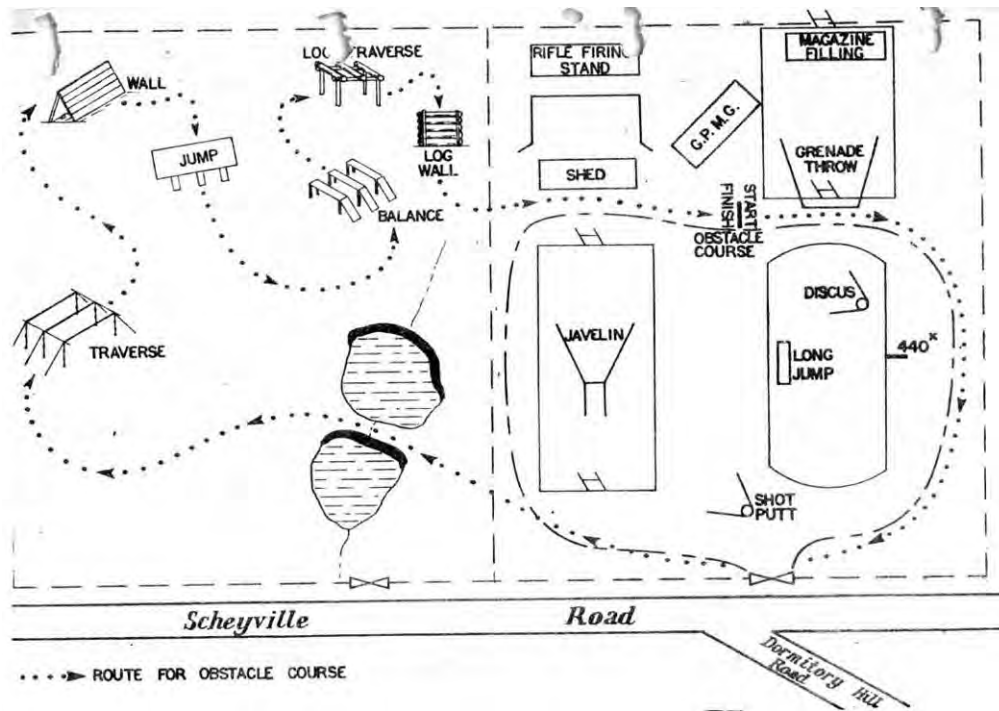 WALL
TRAVERSE
RIFLE FIRING
STAND
MAGAZINE
FILLING
G.P.M.G.
JUMP
LOG
WALL
GRENADE
THROW
SHED
BALANCE
START
FINISH
OBSTACLE
COURSE
DISCUS
TRAVERSE
JAVELIN
440ˣ
LONG
JUMP
SHOT
PUTT
Scheyville Road
Dormitory Hill
Road
ROUTE FOR OBSTACLE COURSE